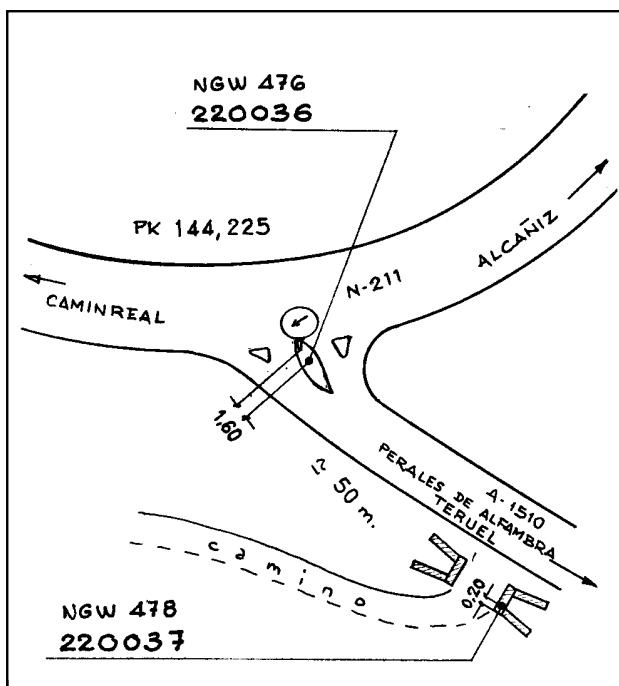 NGW 476
220036
PK 144,225
ALCAÑIZ
N-211
CAMINREAL
1,60
≃ 50 m.
A-1510
PERALES DE ALFAMBRA
TERUEL
camino
0,20
NGW 478
220037